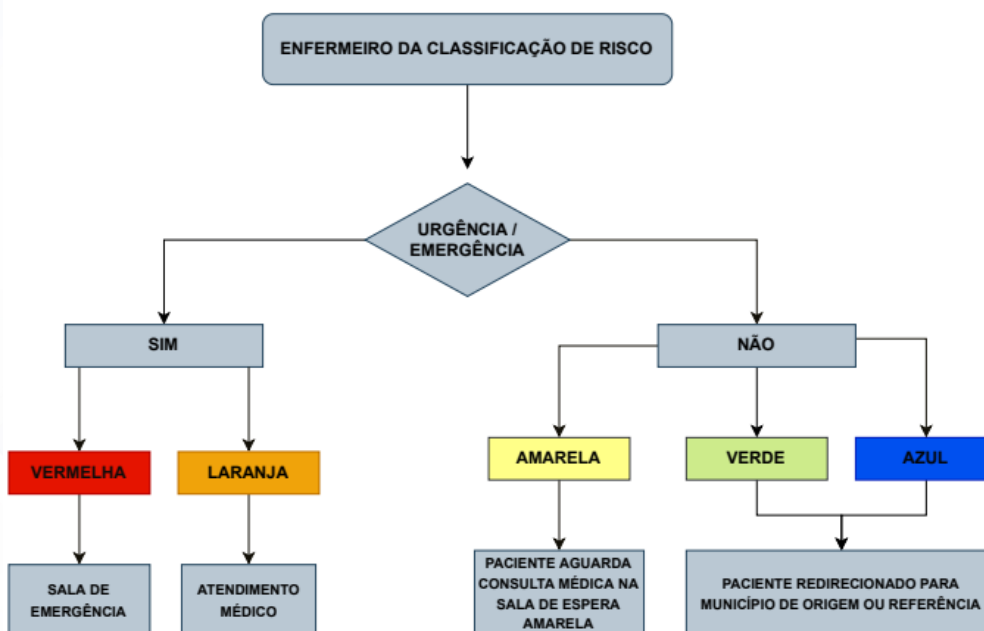 ENFERMEIRO DA CLASSIFICAÇÃO DE RISCO
URGÊNCIA /
EMERGÊNCIA
SIM
NÃO
VERMELHA
LARANJA
AMARELA
VERDE
AZUL
SALA DE
EMERGÊNCIA
ATENDIMENTO
MÉDICO
PACIENTE AGUARDA
CONSULTA MÉDICA NA
SALA DE ESPERA
AMARELA
PACIENTE REDIRECIONADO PARA
MUNICÍPIO DE ORIGEM OU REFERÊNCIA